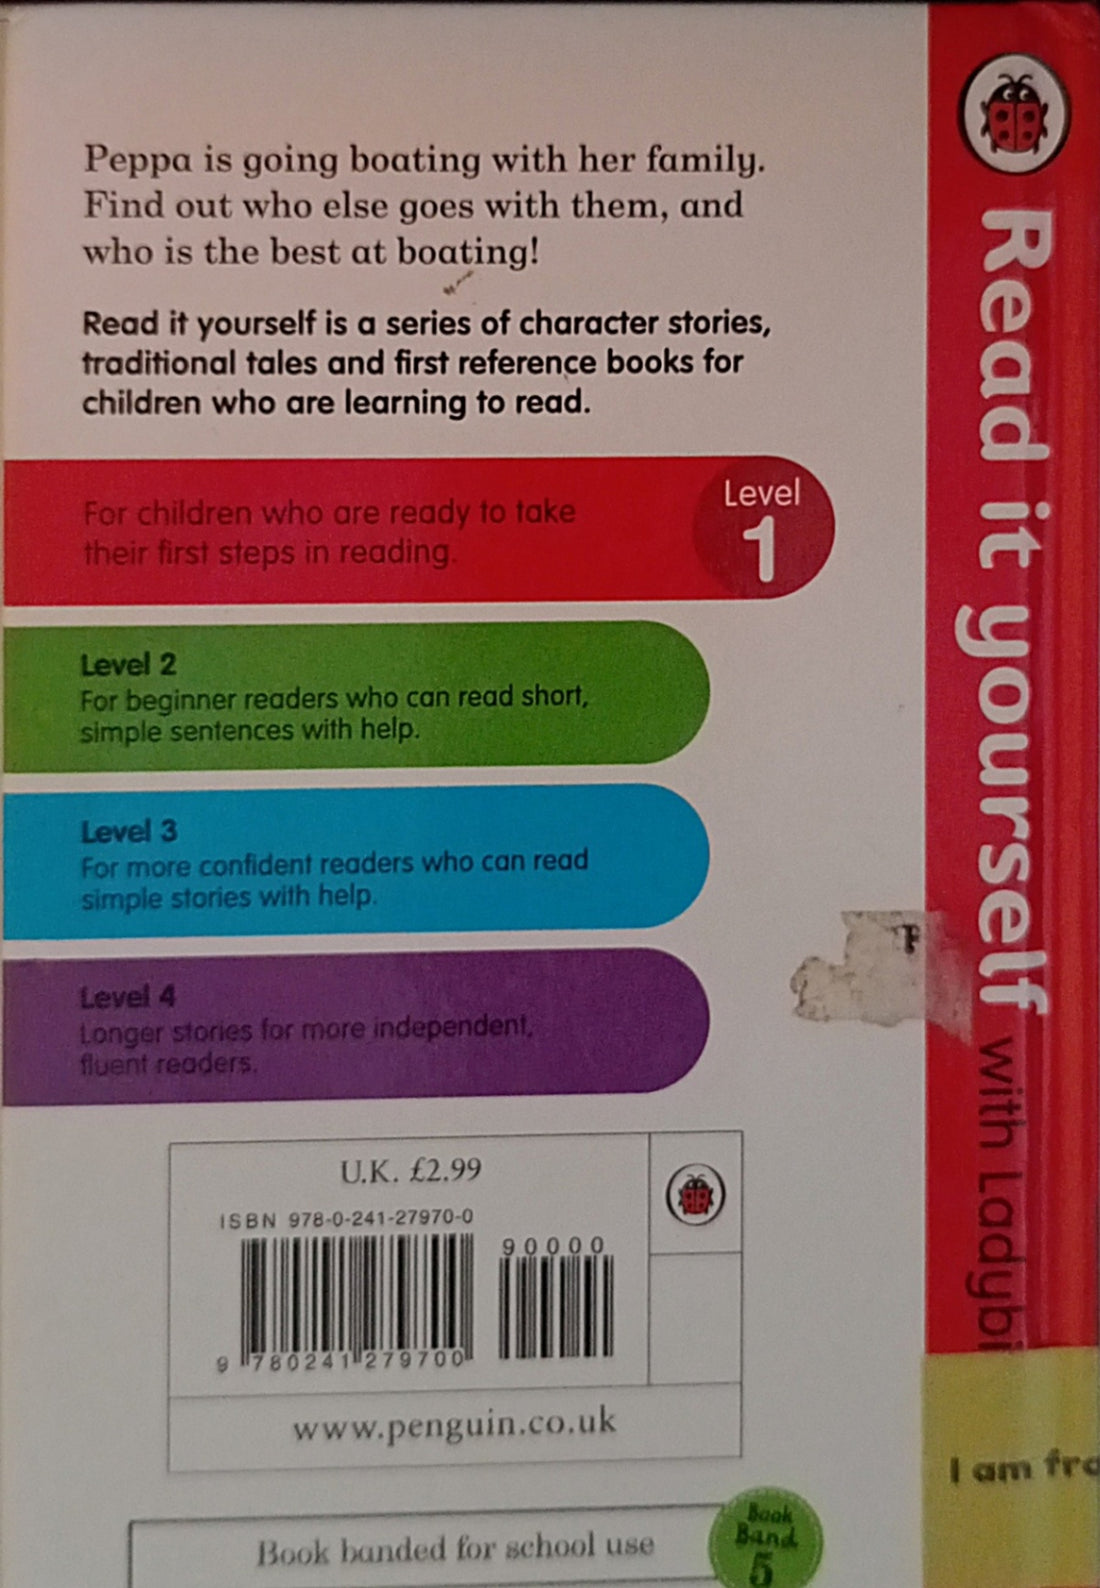 Peppa is going boating with her family.
Find out who else goes with them, and
who is the best at boating!
Read it yourself is a series of character stories,
traditional tales and first reference books for
children who are learning to read.
For children who are ready to take
their first steps in reading.
Level
1
Level 2
For beginner readers who can read short,
simple sentences with help.
Level 3
For more confident readers who can read
simple stories with help.
Level 4
Longer stories for more independent,
fluent readers.
U.K. £2.99
ISBN 978-0-241-27970-0
90000
9 780241 279700
www.penguin.co.uk
Book banded for school use
Book
Band
5
Read it yourself with Ladybi
I am fro